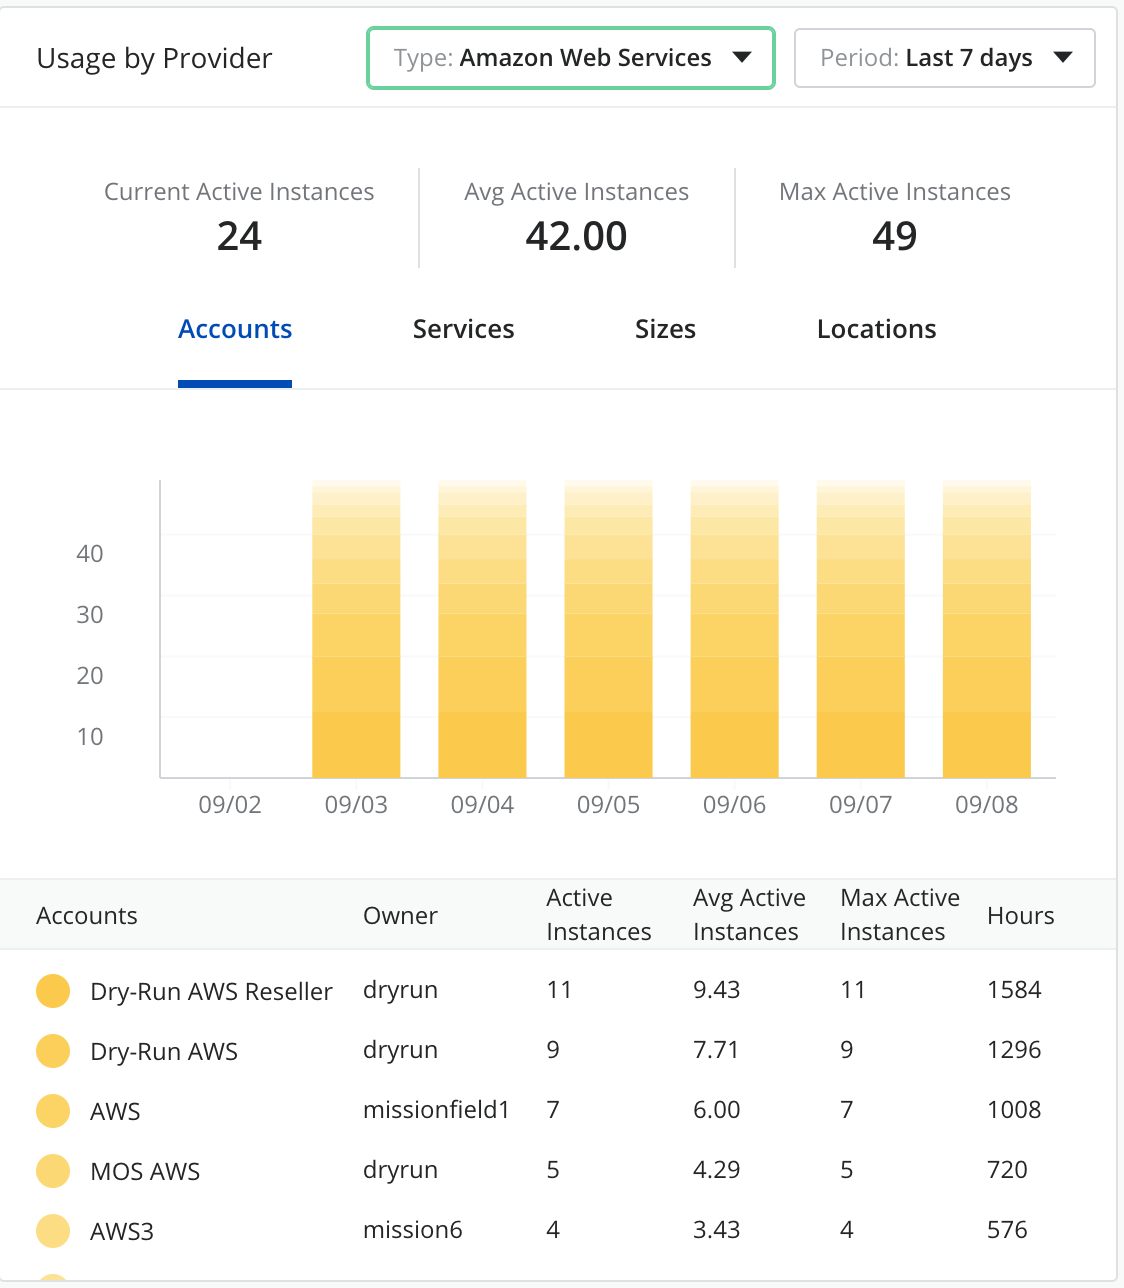 Usage by Provider
Type: Amazon Web Services
Period: Last 7 days
Current Active Instances
24
Avg Active Instances
42.00
Max Active Instances
49
Accounts
Services
Sizes
Locations
40
30
20
10
09/02
09/03
09/04
09/05
09/06
09/07
09/08
Accounts
Owner
Active
Instances
Avg Active
Instances
Max Active
Instances
Hours
Dry-Run AWS Reseller dryrun 11 9.43 11 1584
Dry-Run AWS dryrun 9 7.71 9 1296
AWS missionfield1 7 6.00 7 1008
MOS AWS dryrun 5 4.29 5 720
AWS3 mission6 4 3.43 4 576